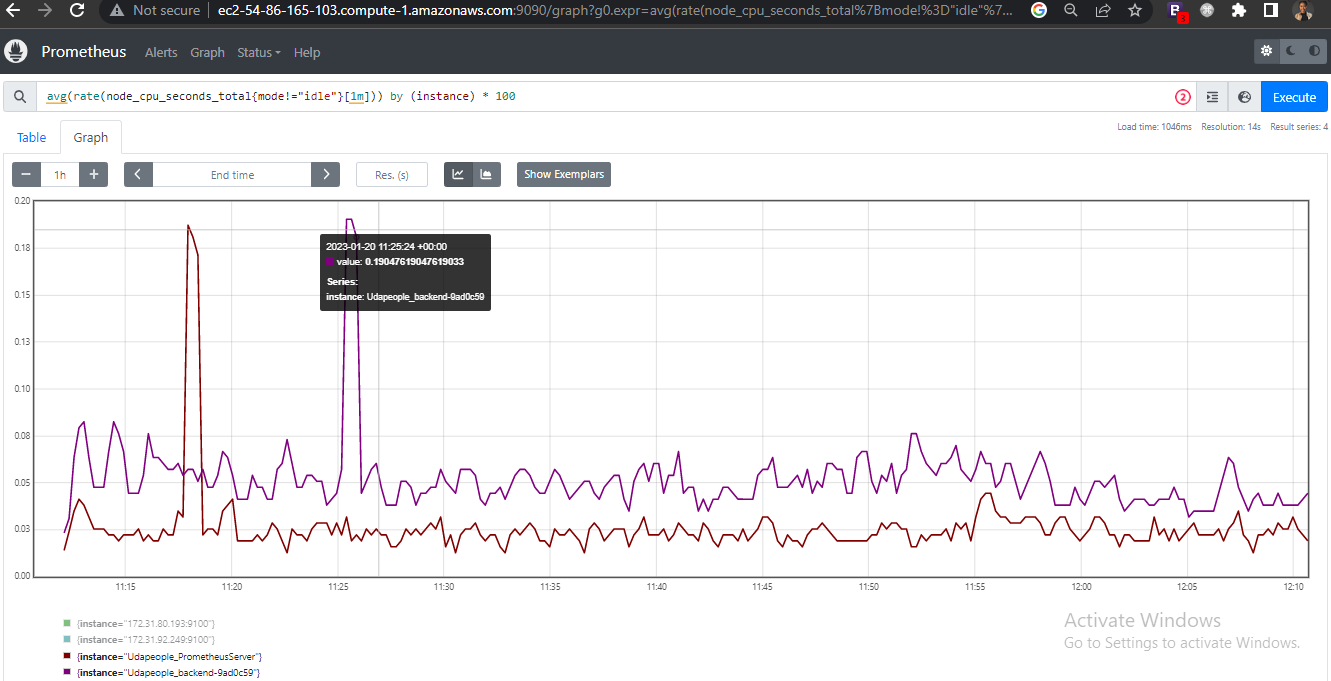 Not secure | ec2-54-86-165-103.compute-1.amazonaws.com:9090/graph?g0.expr=avg(rate(node_cpu_seconds_total%7Bmode!%3D"idle"%7...
B 3
Prometheus Alerts Graph Status Help
avg(rate(node_cpu_seconds_total{mode!="idle"}[1m])) by (instance) * 100
2
Execute
Load time: 1046ms Resolution: 14s Result series: 4
Table Graph
− 1h + End time Res. (s) Show Exemplars
0.20
0.18
0.15
0.13
0.10
0.08
0.05
0.03
0.00
2023-01-20 11:25:24 +00:00
value: 0.19047619047619033
Series:
instance: Udapeople_backend-9ad0c59
11:15 11:20 11:25 11:30 11:35 11:40 11:45 11:50 11:55 12:00 12:05 12:10
{instance="172.31.80.193:9100"}
{instance="172.31.92.249:9100"}
{instance="Udapeople_PrometheusServer"}
{instance="Udapeople_backend-9ad0c59"}
Activate Windows
Go to Settings to activate Windows.